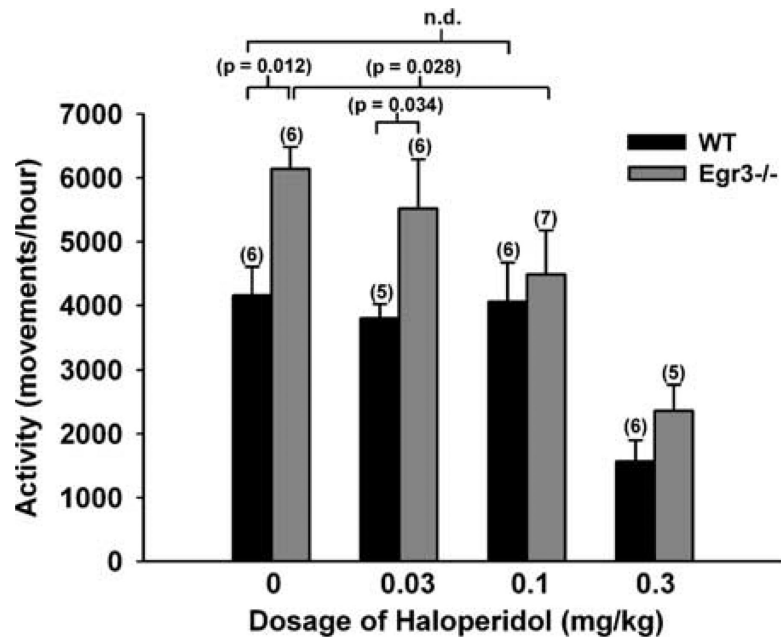 n.d.
(p = 0.012) (p = 0.028)
(p = 0.034)
7000
6000
5000
4000
3000
2000
1000
0
Activity (movements/hour)
(6) (6)
(5) (6)
(6) (7)
(6) (5)
WT
Egr3-/-
0 0.03 0.1 0.3
Dosage of Haloperidol (mg/kg)